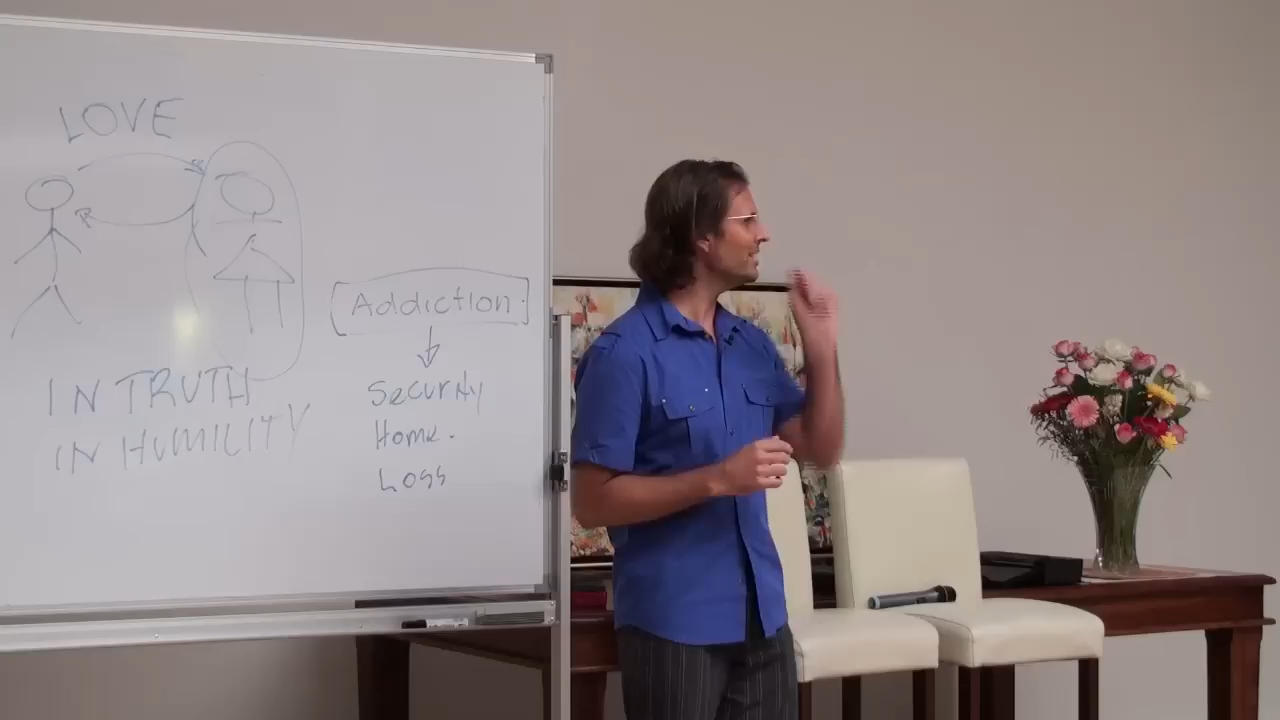 LOVE
IN TRUTH
IN HUMILITY
Addiction
Security
Home.
Loss